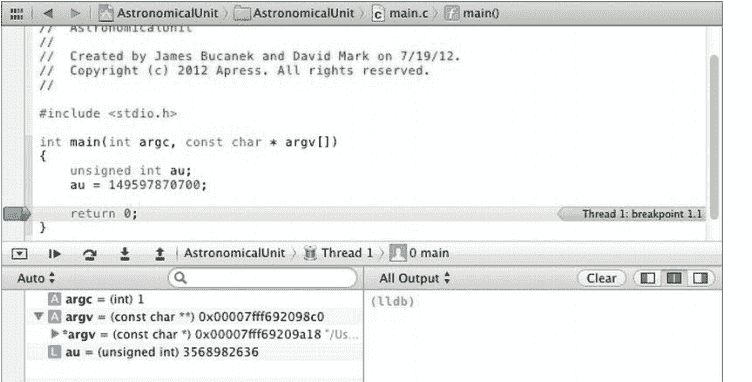 AstronomicalUnit AstronomicalUnit main.c main()
// AstronomicalUnit
//
// Created by James Bucanek and David Mark on 7/19/12.
// Copyright (c) 2012 Apress. All rights reserved.
//
#include <stdio.h>
int main(int argc, const char * argv[])
{
unsigned int au;
au = 149597870700;
return 0; Thread 1: breakpoint 1.1
}
AstronomicalUnit Thread 1 0 main
Auto All Output Clear
A argc = (int) 1 (lldb)
A argv = (const char **) 0x00007fff692098c0
*argv = (const char *) 0x00007fff69209a18 "/Us...
L au = (unsigned int) 3568982636